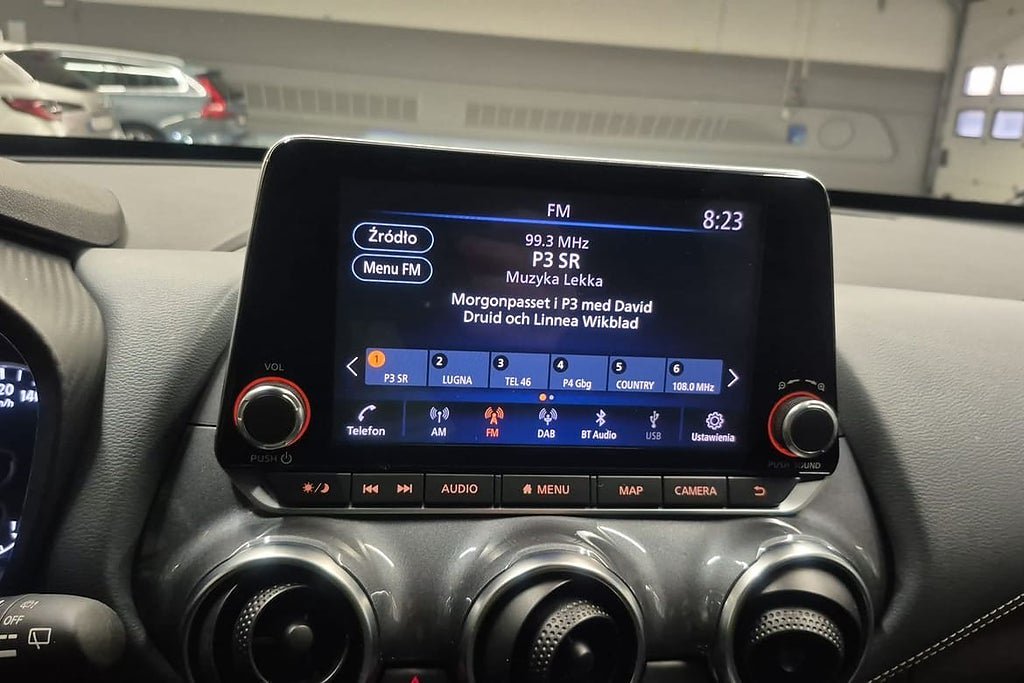 FM
8:23
Źródło
99.3 MHz
P3 SR
Menu FM
Muzyka Lekka
Morgonpasset i P3 med David
Druid och Linnea Wikblad
1 P3 SR
2 LUGNA
3 TEL 46
4 P4 Gbg
5 COUNTRY
6 108.0 MHz
VOL
PUSH
Telefon
AM
FM
DAB
BT Audio
USB
Ustawienia
PUSH SOUND
AUDIO
MENU
MAP
CAMERA
20
140
OFF